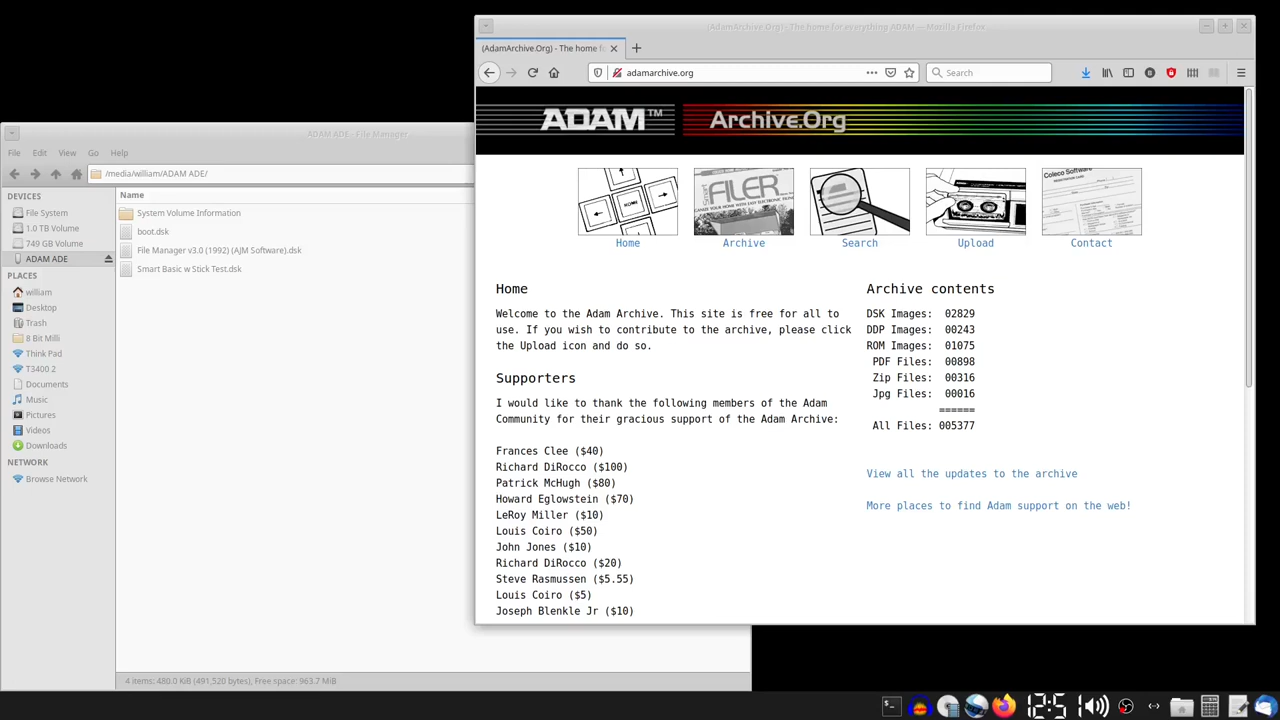 (AdamArchive.Org) - The home for everything ADAM — Mozilla Firefox
(AdamArchive.Org) - The home fo
adamarchive.org
Search
ADAM™ Archive.Org
Home Archive Search Upload Contact
Home
Welcome to the Adam Archive. This site is free for all to
use. If you wish to contribute to the archive, please click
the Upload icon and do so.
Supporters
I would like to thank the following members of the Adam
Community for their gracious support of the Adam Archive:
Frances Clee ($40)
Richard DiRocco ($100)
Patrick McHugh ($80)
Howard Eglowstein ($70)
LeRoy Miller ($10)
Louis Coiro ($50)
John Jones ($10)
Richard DiRocco ($20)
Steve Rasmussen ($5.55)
Louis Coiro ($5)
Joseph Blenkle Jr ($10)
Archive contents
DSK Images: 02829
DDP Images: 00243
ROM Images: 01075
PDF Files: 00898
Zip Files: 00316
Jpg Files: 00016
======
All Files: 005377
View all the updates to the archive
More places to find Adam support on the web!
ADAM ADE - File Manager
File Edit View Go Help
/media/william/ADAM ADE/
DEVICES
File System
1.0 TB Volume
749 GB Volume
ADAM ADE
PLACES
william
Desktop
Trash
8 Bit Milli
Think Pad
T3400 2
Documents
Music
Pictures
Videos
Downloads
NETWORK
Browse Network
Name
System Volume Information
boot.dsk
File Manager v3.0 (1992) (AJM Software).dsk
Smart Basic w Stick Test.dsk
4 items: 480.0 KiB (491,520 bytes), Free space: 963.7 MiB
FILER
HOME
Coleco Software
12:5